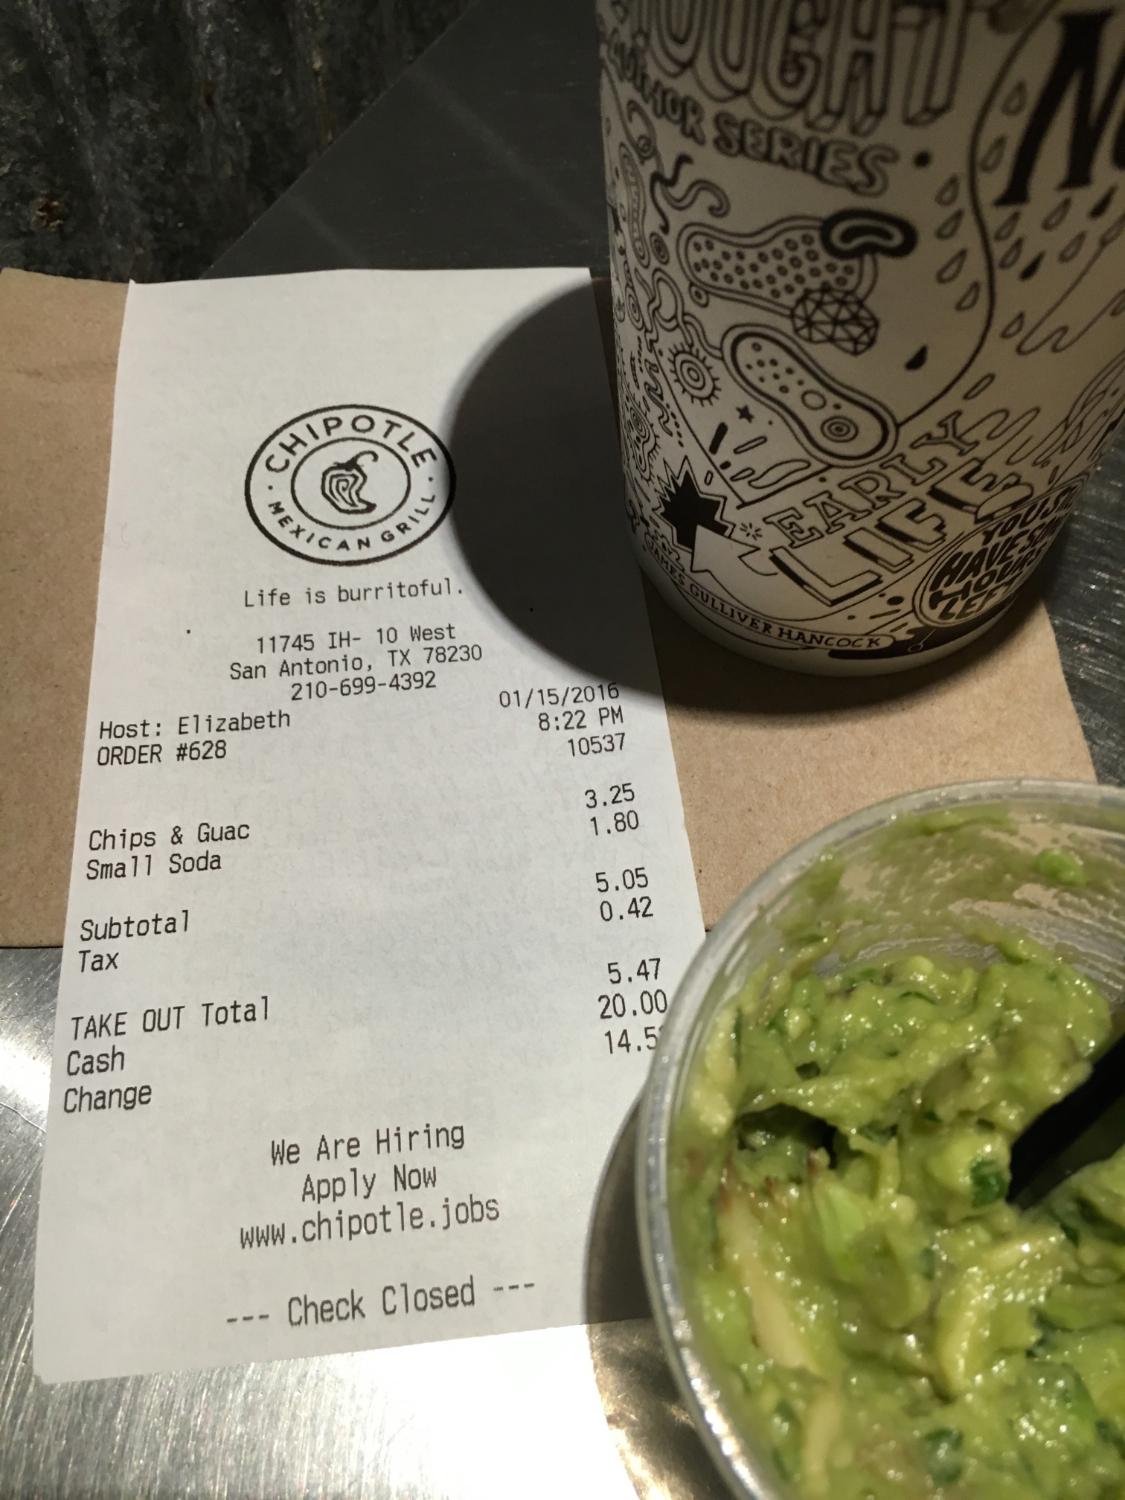 CHIPOTLE
MEXICAN GRILL
Life is burritoful.
11745 IH- 10 West
San Antonio, TX 78230
210-699-4392
Host: Elizabeth 01/15/2016
ORDER #628 8:22 PM
10537
Chips & Guac 3.25
Small Soda 1.80
Subtotal 5.05
Tax 0.42
TAKE OUT Total 5.47
Cash 20.00
Change 14.5
We Are Hiring
Apply Now
www.chipotle.jobs
--- Check Closed ---
SERIES
EARLY
LIFE
HAVE
JAMES GULLIVER HANCOCK